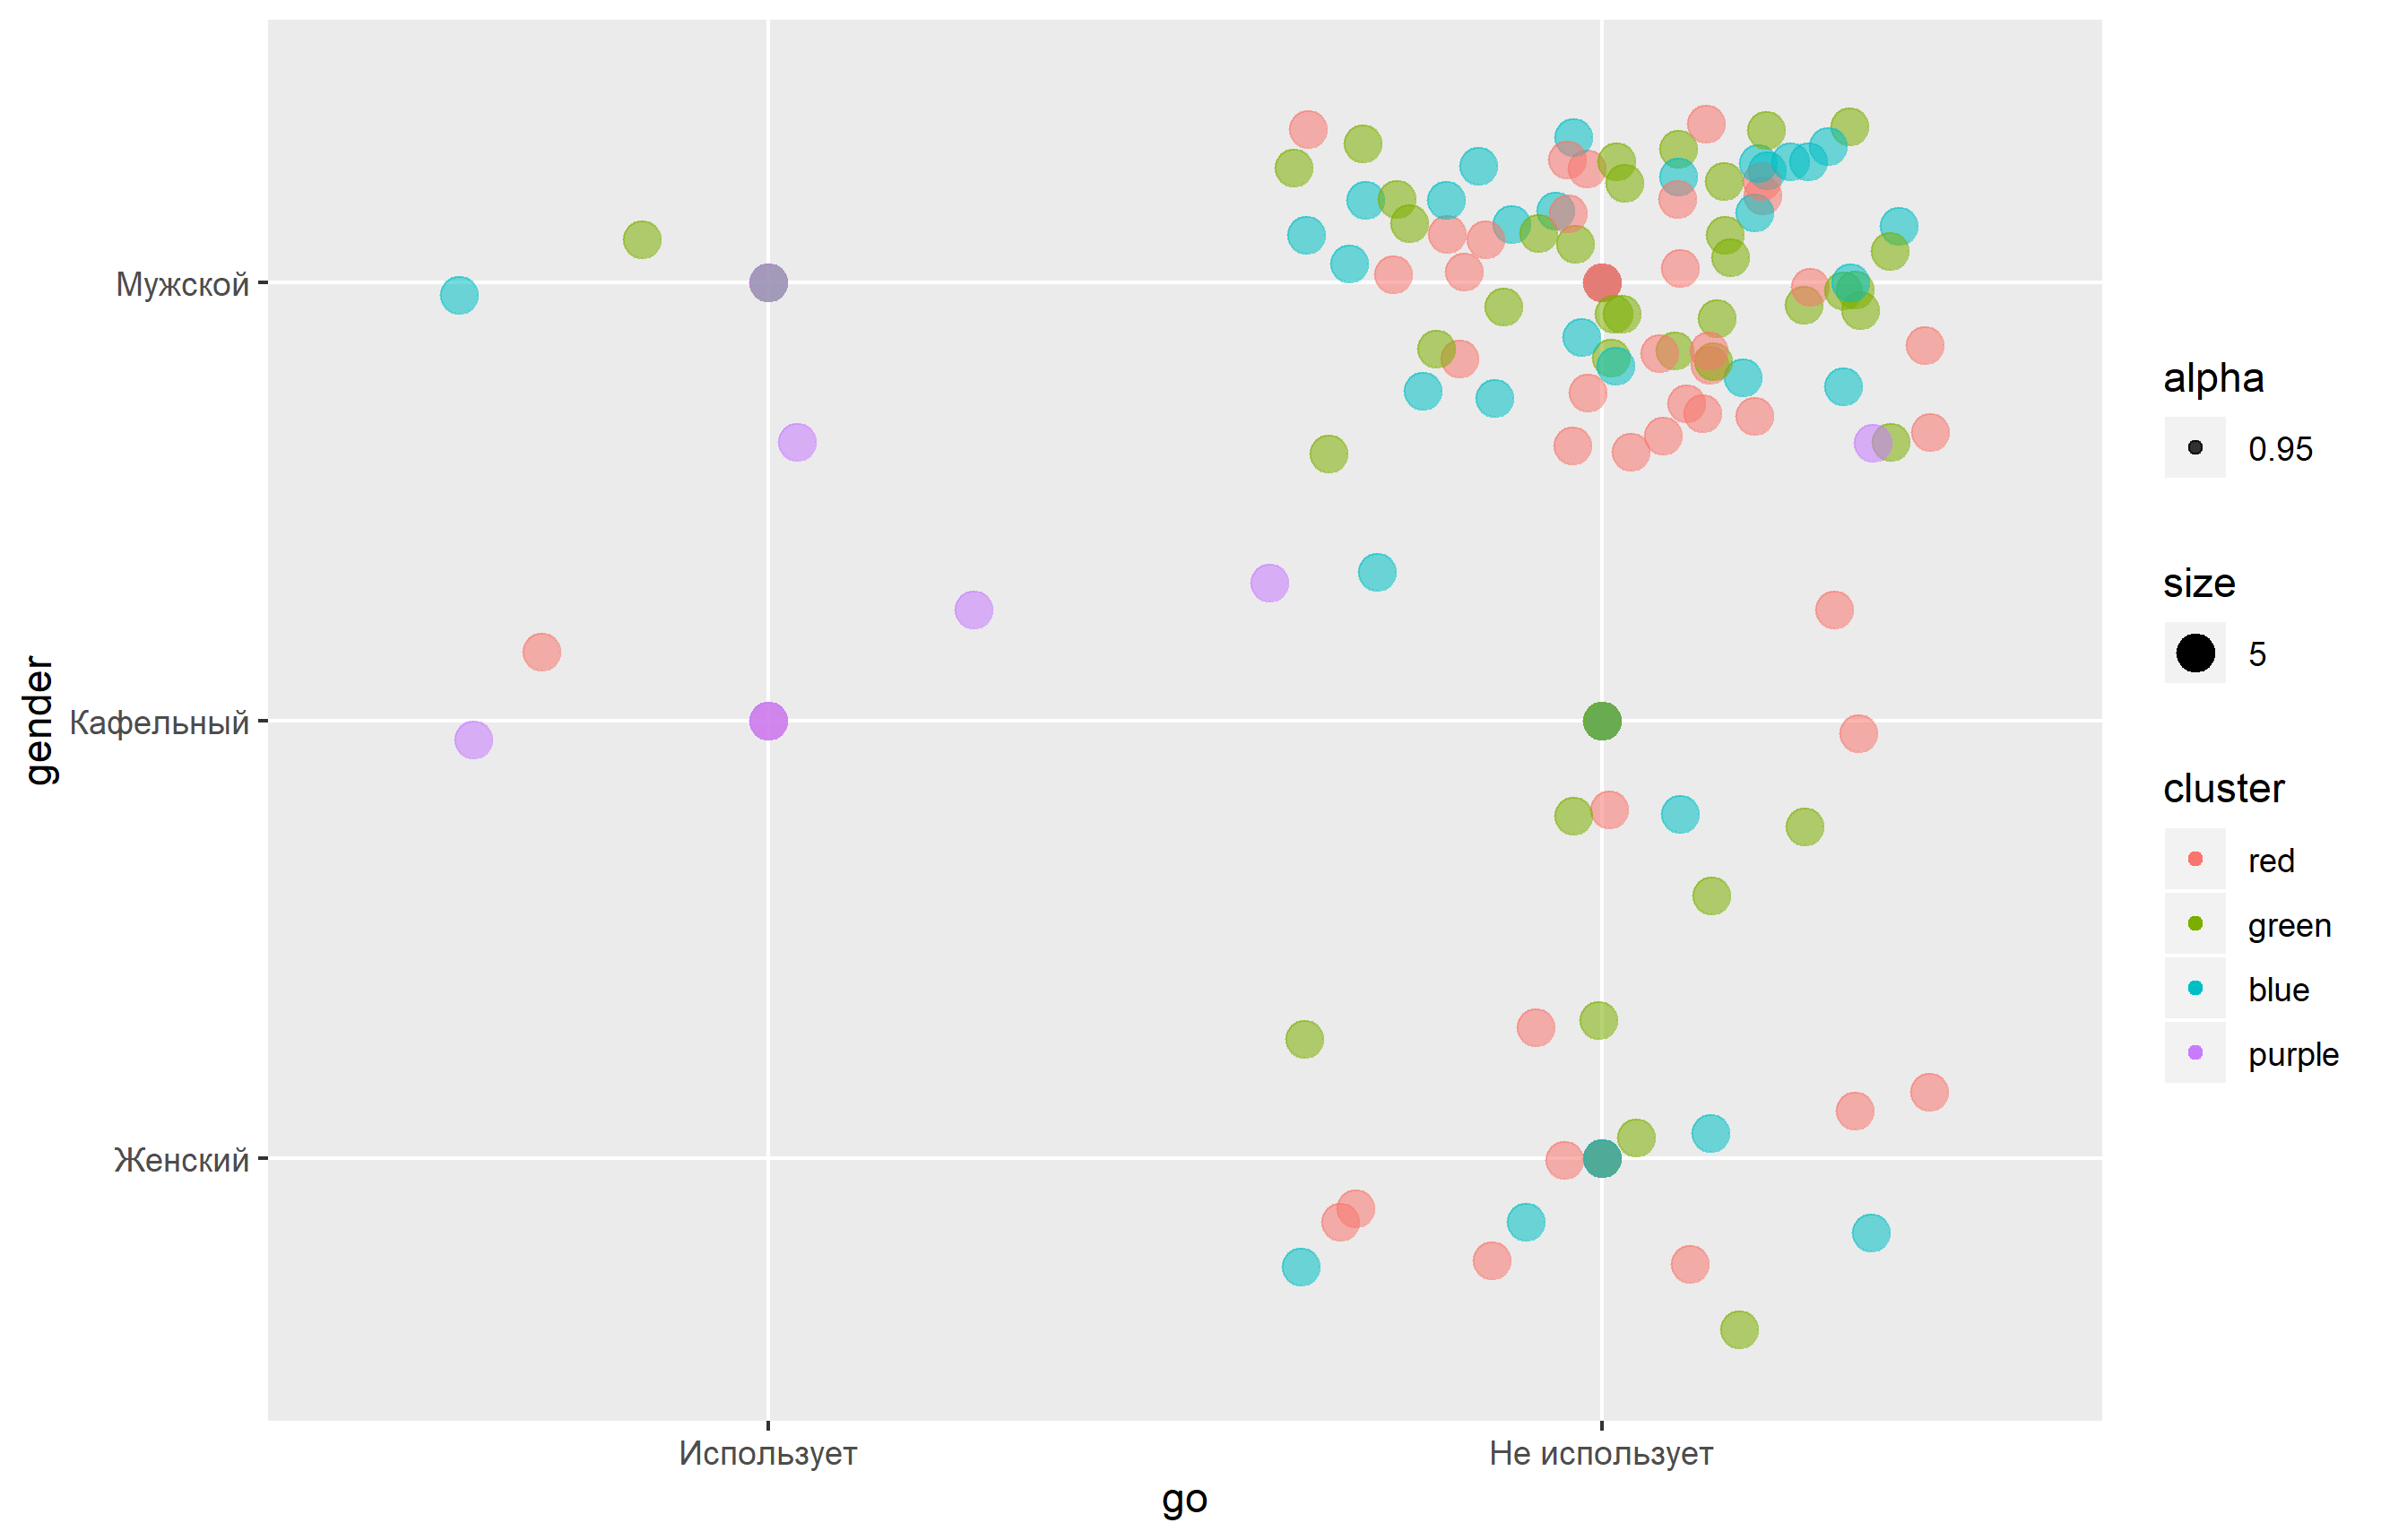 gender
Мужской
Кафельный
Женский
Использует
Не использует
go
alpha
0.95
size
5
cluster
red
green
blue
purple